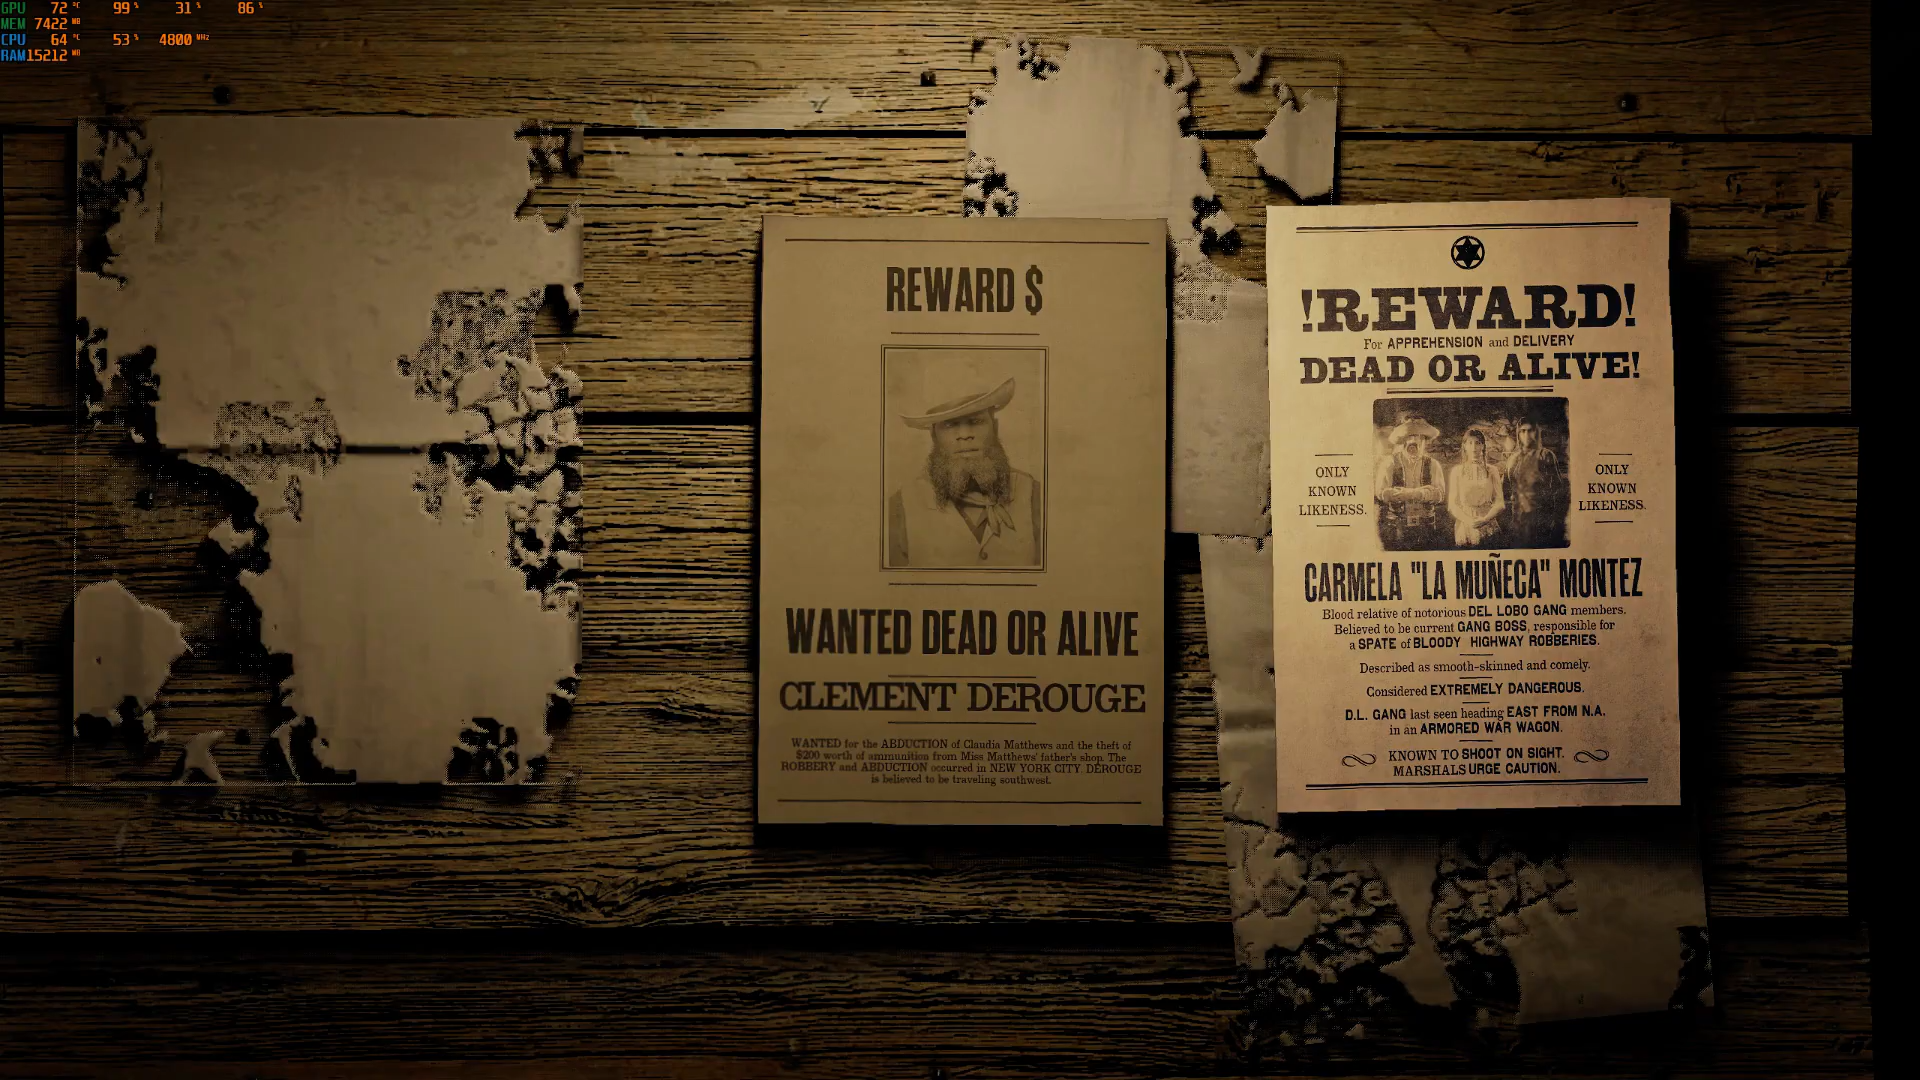 GPU 72 °C 99 % 31 % 86 %
MEM 7422 MB
CPU 64 °C 53 % 4800 MHz
RAM 15212 MB
REWARD $
WANTED DEAD OR ALIVE
CLEMENT DEROUGE
WANTED for the ABDUCTION of Claudia Matthews and the theft of
$200 worth of ammunition from Miss Matthews' father's shop. The
ROBBERY and ABDUCTION occurred in NEW YORK CITY. DEROUGE
is believed to be traveling southwest.
!REWARD!
For APPREHENSION and DELIVERY
DEAD OR ALIVE!
ONLY
KNOWN
LIKENESS.
ONLY
KNOWN
LIKENESS.
CARMELA "LA MUÑECA" MONTEZ
Blood relative of notorious DEL LOBO GANG members.
Believed to be current GANG BOSS, responsible for
a SPATE of BLOODY HIGHWAY ROBBERIES.
Described as smooth-skinned and comely.
Considered EXTREMELY DANGEROUS.
D.L. GANG last seen heading EAST FROM N.A.
in an ARMORED WAR WAGON.
KNOWN TO SHOOT ON SIGHT.
MARSHALS URGE CAUTION.